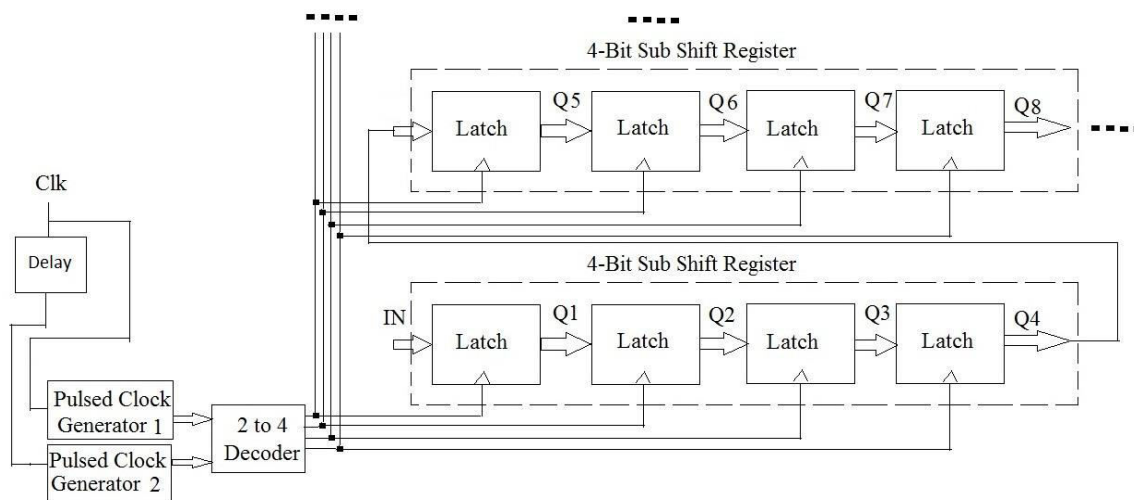 4-Bit Sub Shift Register
Q5 Q6 Q7 Q8
Latch Latch Latch Latch
Clk
Delay
4-Bit Sub Shift Register
IN Q1 Q2 Q3 Q4
Latch Latch Latch Latch
Pulsed Clock
Generator 1
2 to 4
Decoder
Pulsed Clock
Generator 2